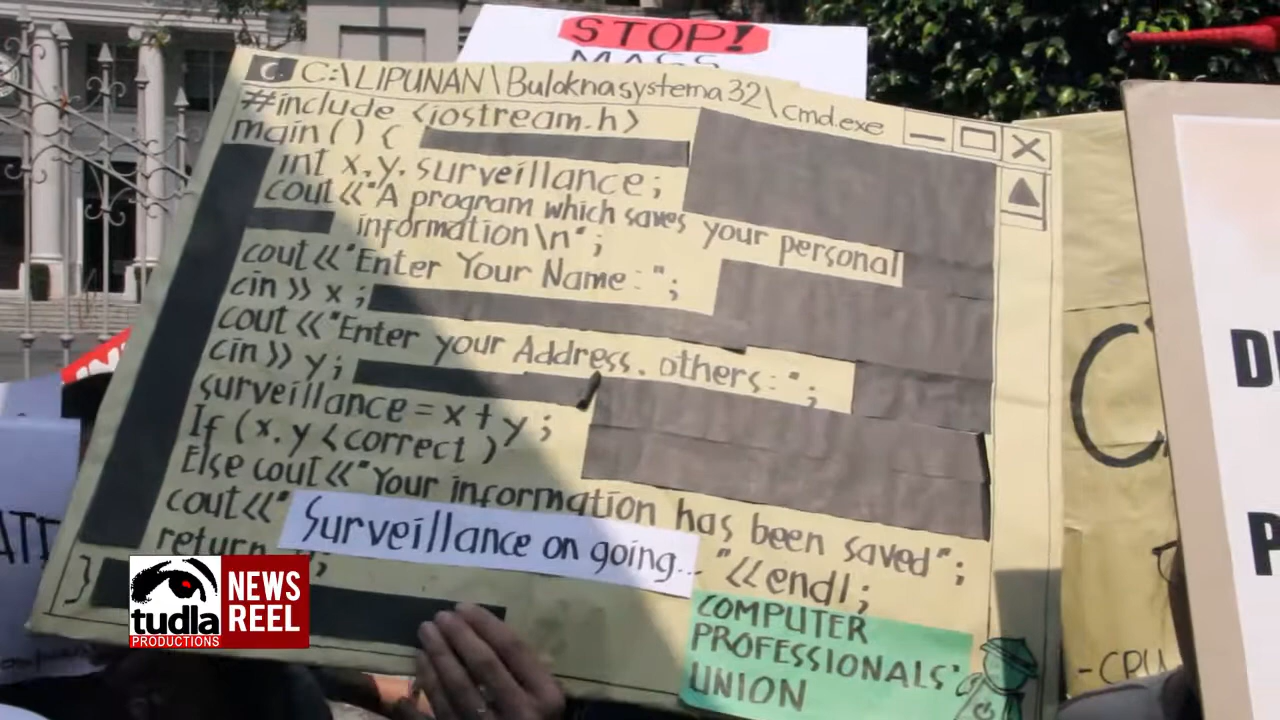 STOP!
MASS
C:\LIPUNAN\Buloknasystema32\cmd.exe
#include <iostream.h>
main() {
int x,y, surveillance;
cout<<"A program which saves your personal
information\n";
cout<<"Enter Your Name: ";
cin>> x;
cout<<"Enter your Address, others: ";
cin>> y;
surveillance = x + y;
If (x,y < correct )
Else cout<<"Your information has been saved";
cout<<" Surveillance on going... "<<endl;
return
}
COMPUTER
PROFESSIONALS'
UNION
-CPU
tudla
PRODUCTIONS
NEWS
REEL